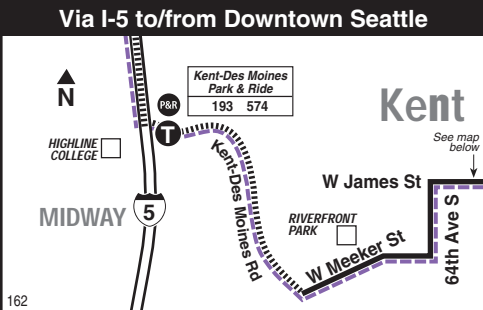 Via I-5 to/from Downtown Seattle
N
P&R
Kent-Des Moines
Park & Ride
193 574
Kent
T
HIGHLINE
COLLEGE
See map
below
W James St
MIDWAY
5
Kent-Des Moines Rd
RIVERFRONT
PARK
W Meeker St
64th Ave S
162